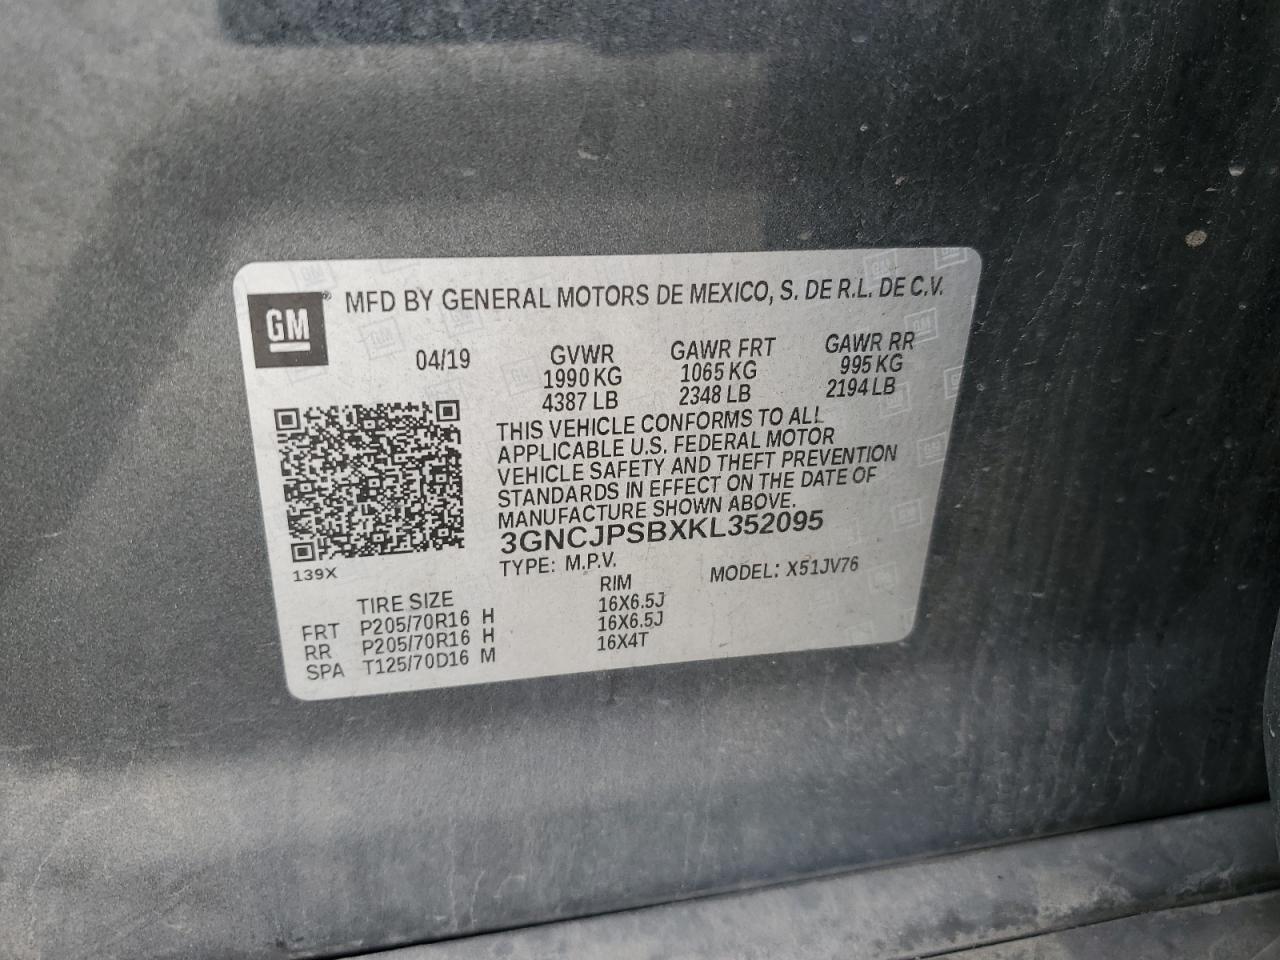 GM
MFD BY GENERAL MOTORS DE MEXICO, S. DE R.L. DE C.V.
04/19 GVWR GAWR FRT GAWR RR
1990 KG 1065 KG 995 KG
4387 LB 2348 LB 2194 LB
THIS VEHICLE CONFORMS TO ALL
APPLICABLE U.S. FEDERAL MOTOR
VEHICLE SAFETY AND THEFT PREVENTION
STANDARDS IN EFFECT ON THE DATE OF
MANUFACTURE SHOWN ABOVE.
3GNCJPSBXKL352095
139X
TYPE: M.P.V. MODEL: X51JV76
TIRE SIZE RIM
FRT P205/70R16 H 16X6.5J
RR P205/70R16 H 16X6.5J
SPA T125/70D16 M 16X4T